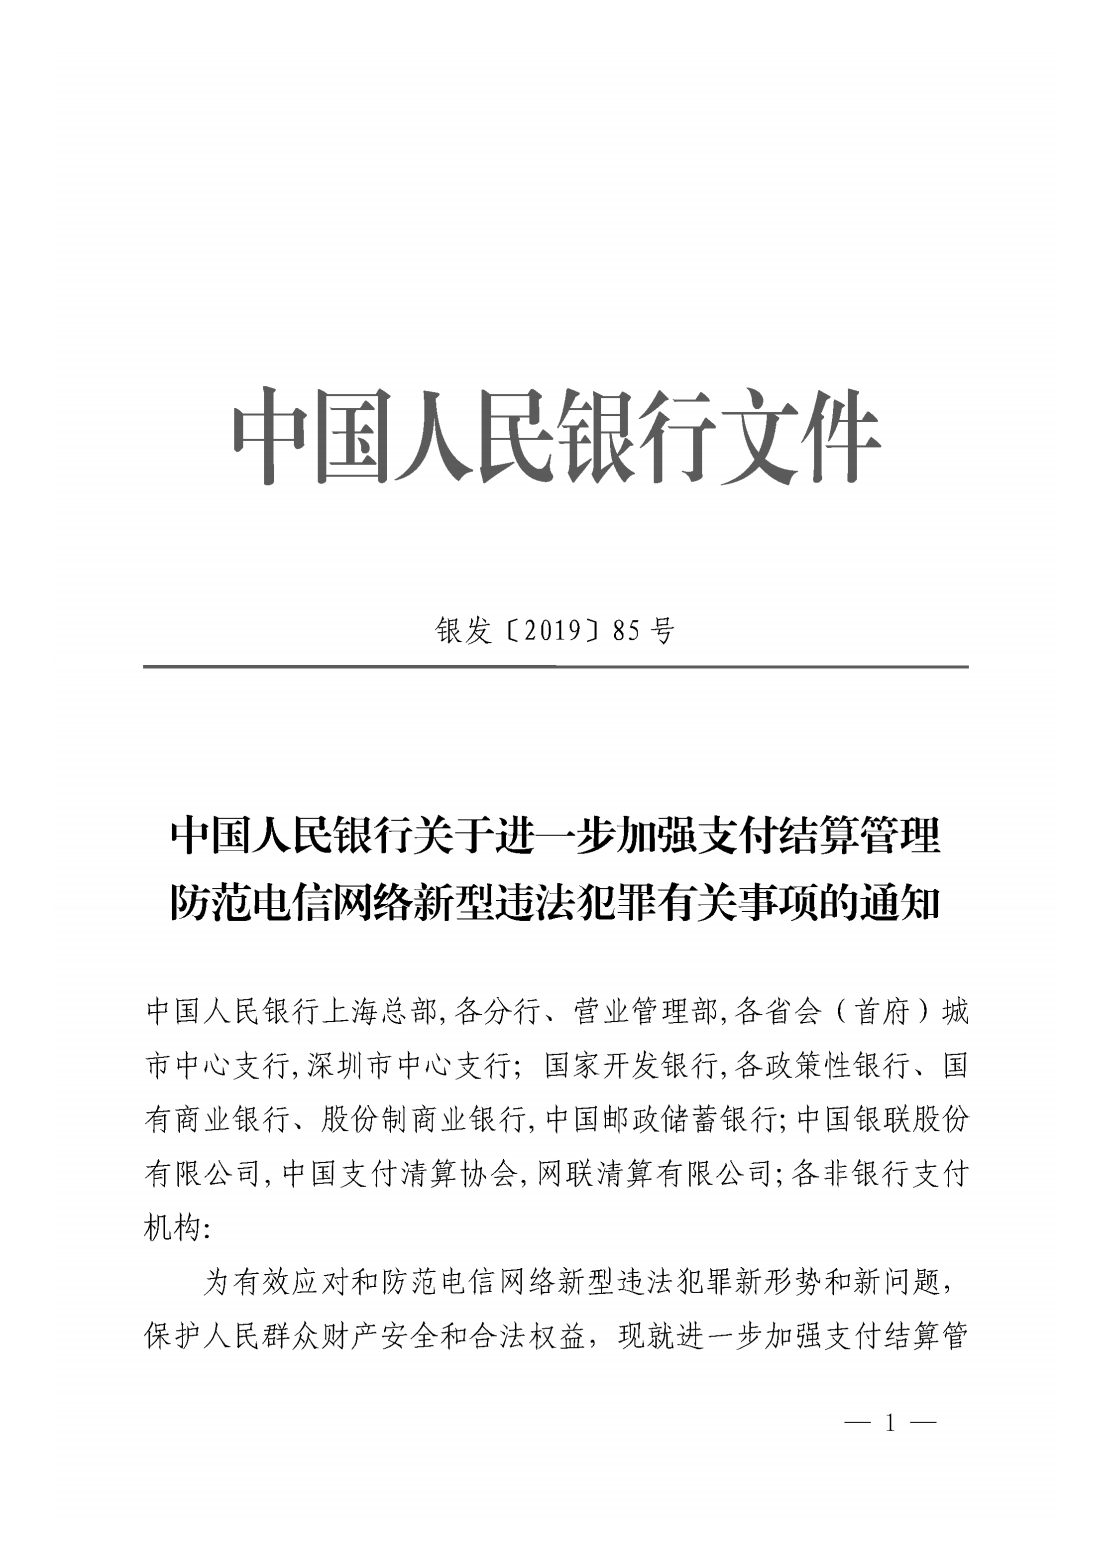 中国人民银行文件
银发〔2019〕85号
中国人民银行关于进一步加强支付结算管理
防范电信网络新型违法犯罪有关事项的通知
中国人民银行上海总部,各分行、营业管理部,各省会（首府）城
市中心支行,深圳市中心支行；国家开发银行,各政策性银行、国
有商业银行、股份制商业银行,中国邮政储蓄银行;中国银联股份
有限公司,中国支付清算协会,网联清算有限公司;各非银行支付
机构:
为有效应对和防范电信网络新型违法犯罪新形势和新问题，
保护人民群众财产安全和合法权益，现就进一步加强支付结算管
— 1 —